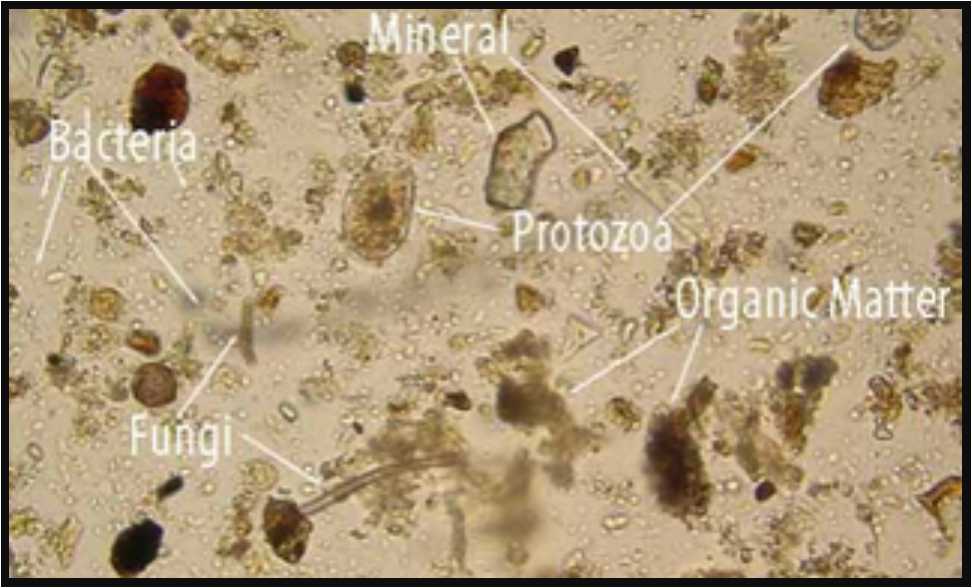 Mineral
Bacteria
Protozoa
Organic Matter
Fungi